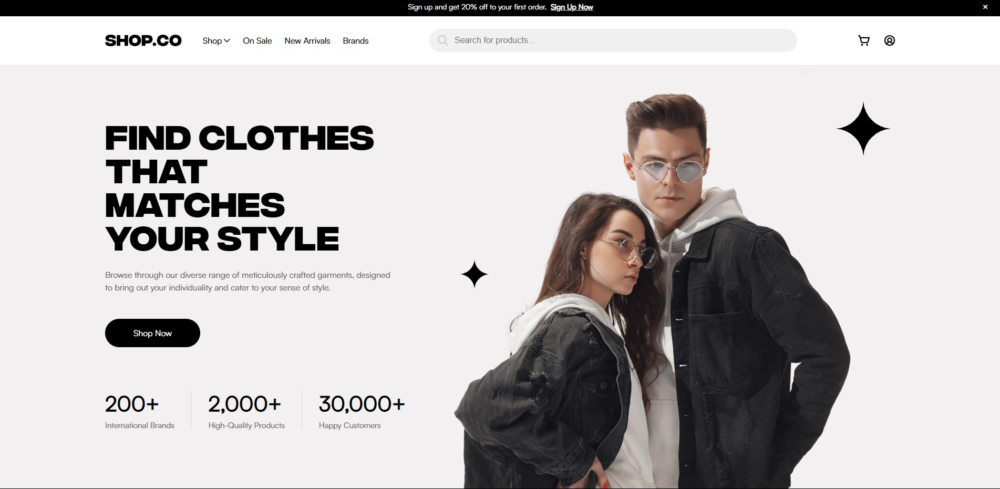 Sign up and get 20% off to your first order. Sign Up Now
SHOP.CO
Shop
On Sale
New Arrivals
Brands
Search for products...
FIND CLOTHES
THAT
MATCHES
YOUR STYLE
Browse through our diverse range of meticulously crafted garments, designed
to bring out your individuality and cater to your sense of style.
Shop Now
200+
International Brands
2,000+
High-Quality Products
30,000+
Happy Customers